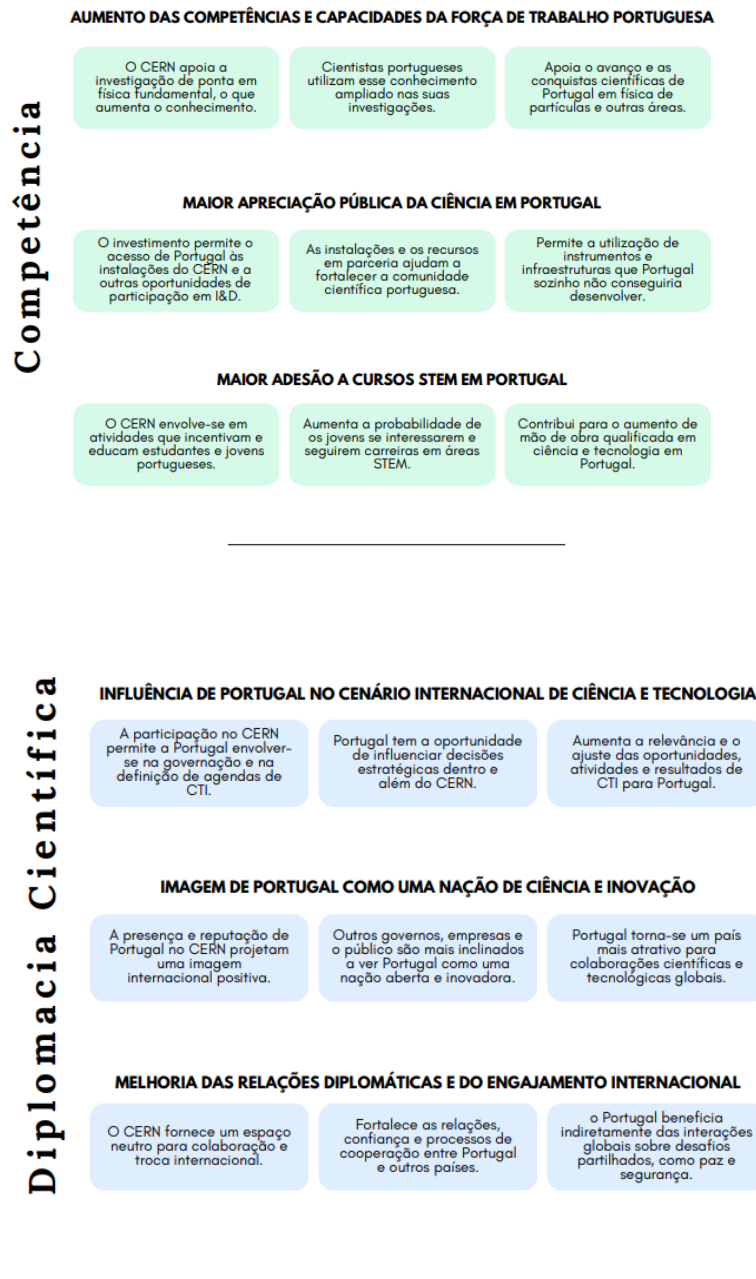 Competência
AUMENTO DAS COMPETÊNCIAS E CAPACIDADES DA FORÇA DE TRABALHO PORTUGUESA
O CERN apoia a
investigação de ponta em
física fundamental, o que
aumenta o conhecimento.
Cientistas portugueses
utilizam esse conhecimento
ampliado nas suas
investigações.
Apoia o avanço e as
conquistas científicas de
Portugal em física de
partículas e outras áreas.
MAIOR APRECIAÇÃO PÚBLICA DA CIÊNCIA EM PORTUGAL
O investimento permite o
acesso de Portugal às
instalações do CERN e a
outras oportunidades de
participação em I&D.
As instalações e os recursos
em parceria ajudam a
fortalecer a comunidade
científica portuguesa.
Permite a utilização de
instrumentos e
infraestruturas que Portugal
sozinho não conseguiria
desenvolver.
MAIOR ADESÃO A CURSOS STEM EM PORTUGAL
O CERN envolve-se em
atividades que incentivam e
educam estudantes e jovens
portugueses.
Aumenta a probabilidade de
os jovens se interessarem e
seguirem carreiras em áreas
STEM.
Contribui para o aumento de
mão de obra qualificada em
ciência e tecnologia em
Portugal.
Diplomacia Científica
INFLUÊNCIA DE PORTUGAL NO CENÁRIO INTERNACIONAL DE CIÊNCIA E TECNOLOGIA
A participação no CERN
permite a Portugal envolver-
se na governação e na
definição de agendas de
CTI.
Portugal tem a oportunidade
de influenciar decisões
estratégicas dentro e
além do CERN.
Aumenta a relevância e o
ajuste das oportunidades,
atividades e resultados de
CTI para Portugal.
IMAGEM DE PORTUGAL COMO UMA NAÇÃO DE CIÊNCIA E INOVAÇÃO
A presença e reputação de
Portugal no CERN projetam
uma imagem
internacional positiva.
Outros governos, empresas e
o público são mais inclinados
a ver Portugal como uma
nação aberta e inovadora.
Portugal torna-se um país
mais atrativo para
colaborações científicas e
tecnológicas globais.
MELHORIA DAS RELAÇÕES DIPLOMÁTICAS E DO ENGAJAMENTO INTERNACIONAL
O CERN fornece um espaço
neutro para colaboração e
troca internacional.
Fortalece as relações,
confiança e processos de
cooperação entre Portugal
e outros países.
o Portugal beneficia
indiretamente das interações
globais sobre desafios
partilhados, como paz e
segurança.